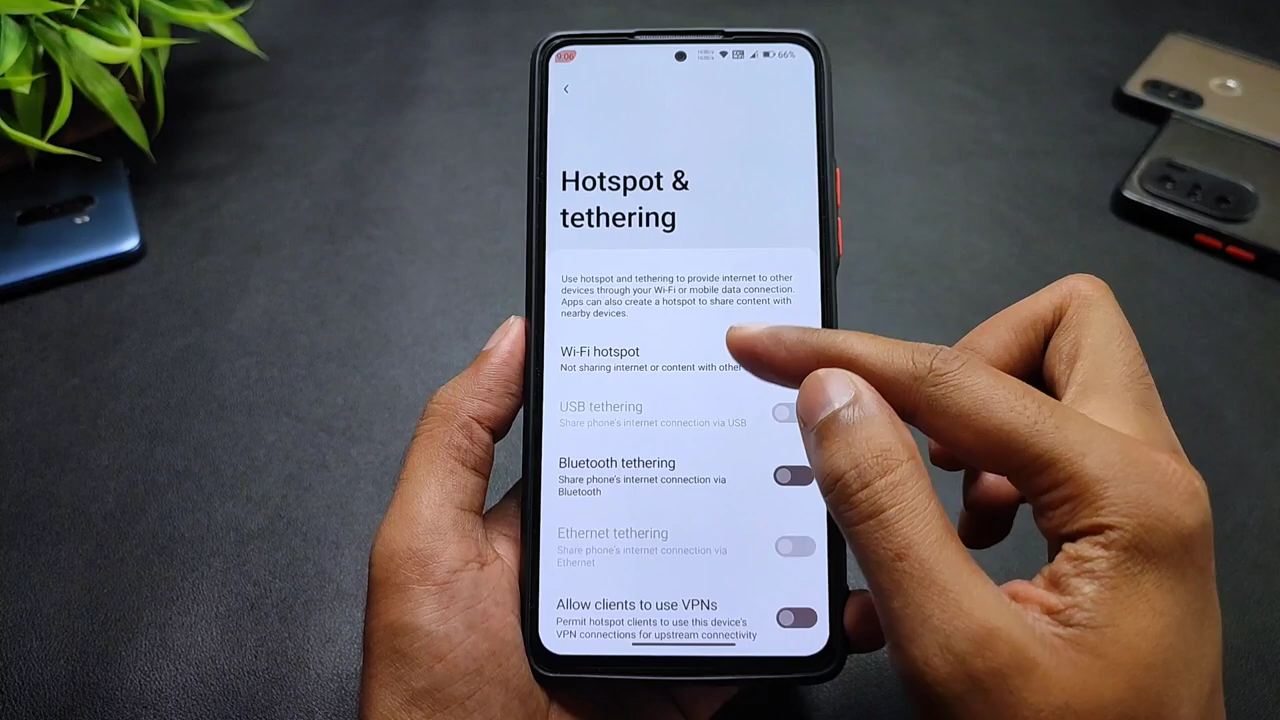 9:06
66%
Hotspot &
tethering
Use hotspot and tethering to provide internet to other
devices through your Wi-Fi or mobile data connection.
Apps can also create a hotspot to share content with
nearby devices.
Wi-Fi hotspot
Not sharing internet or content with other
USB tethering
Share phone's internet connection via USB
Bluetooth tethering
Share phone's internet connection via
Bluetooth
Ethernet tethering
Share phone's internet connection via
Ethernet
Allow clients to use VPNs
Permit hotspot clients to use this device's
VPN connections for upstream connectivity